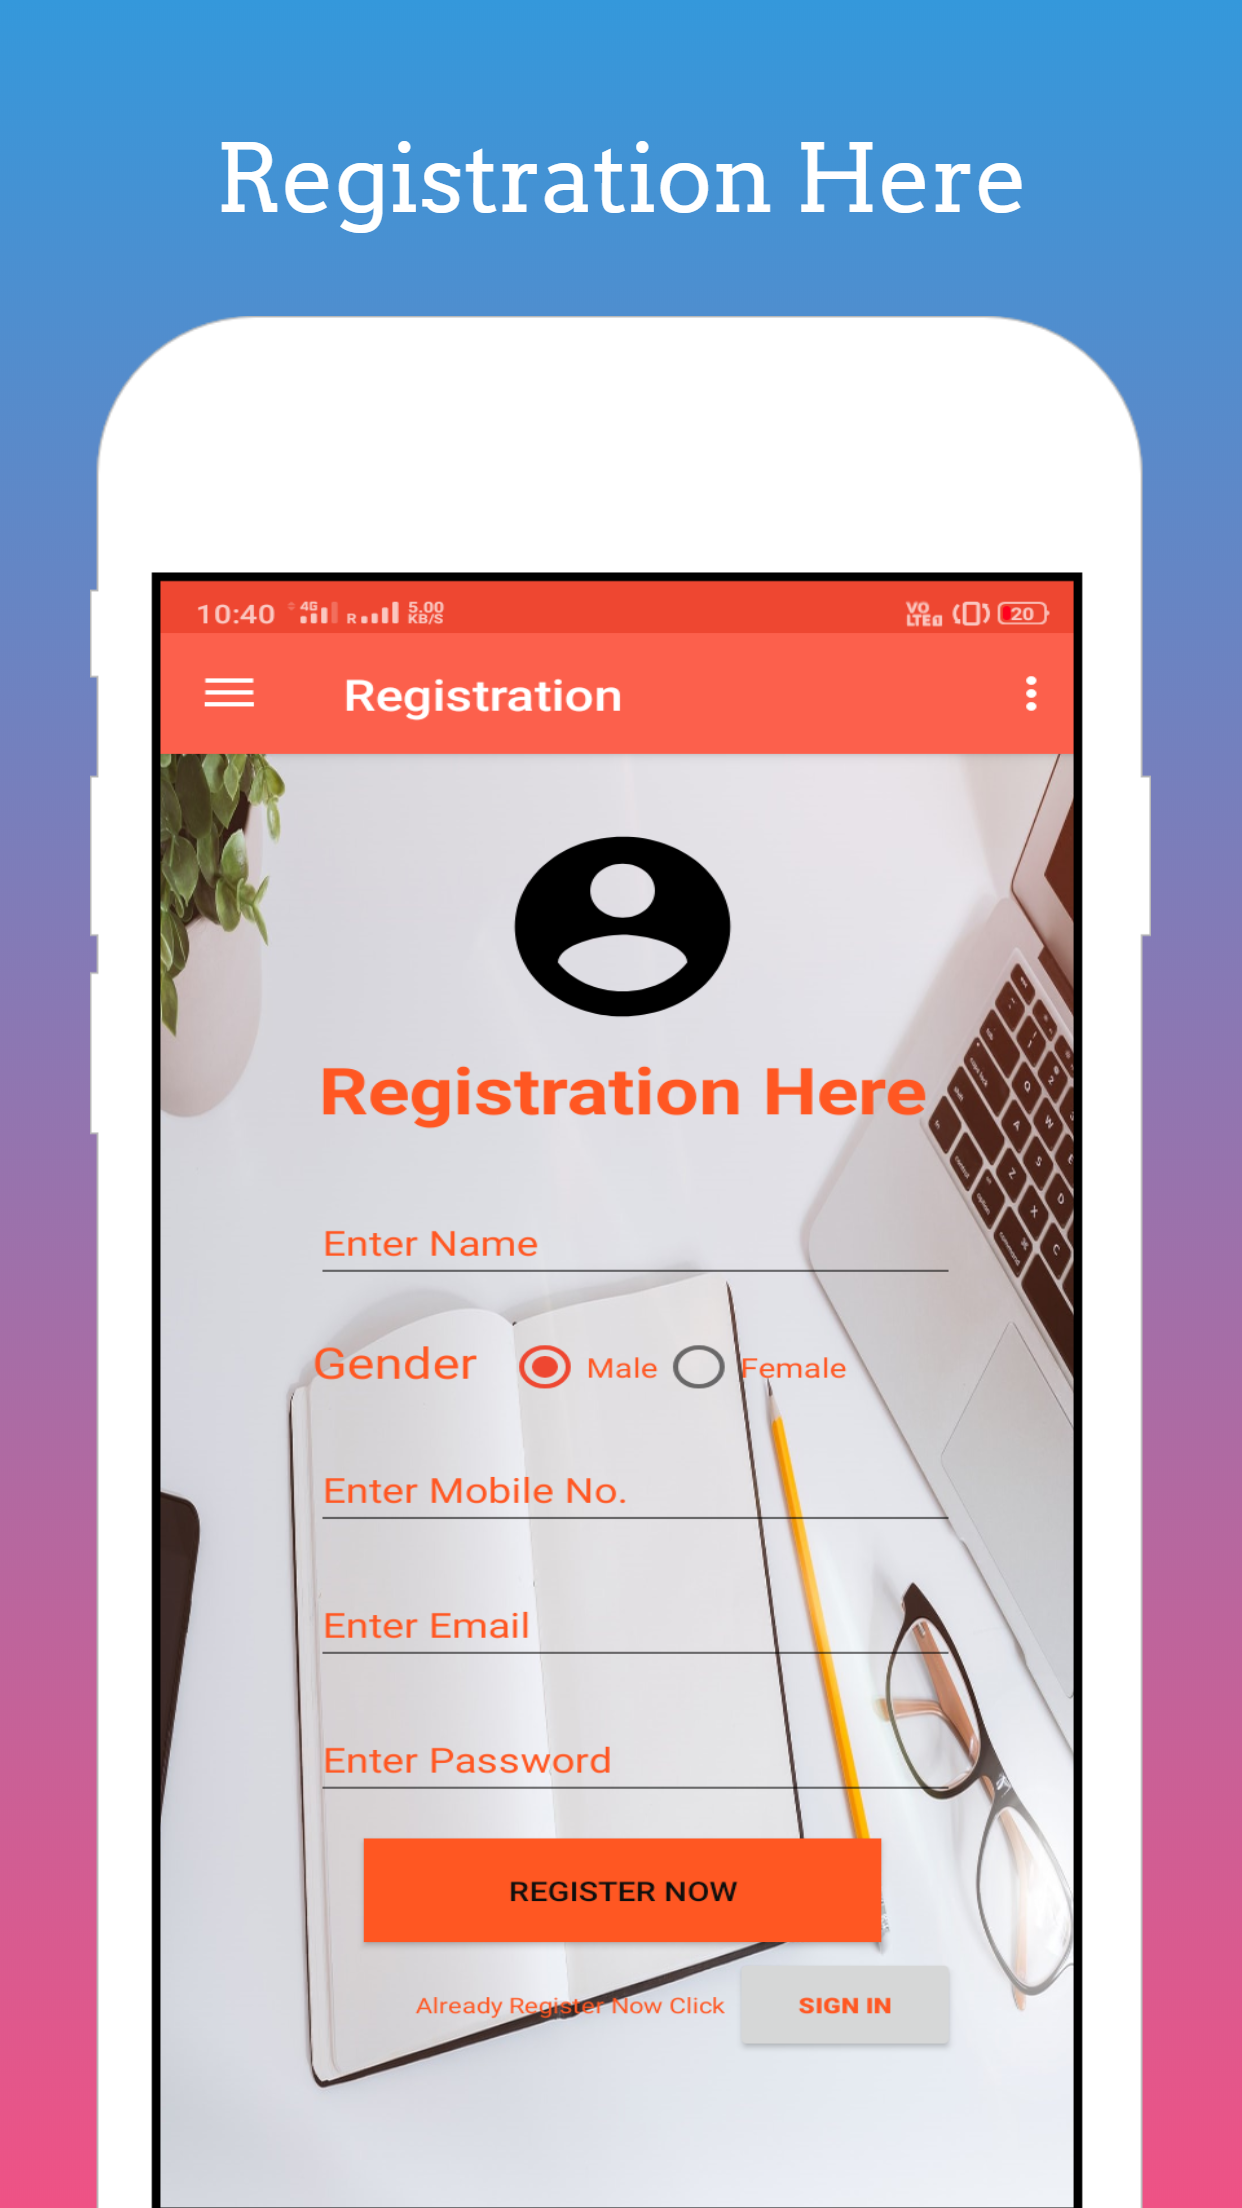 Registration Here
10:40 4G R 5.00 KB/S VO LTE 20
Registration
Registration Here
Enter Name
Gender Male Female
Enter Mobile No.
Enter Email
Enter Password
REGISTER NOW
Already Register Now Click SIGN IN